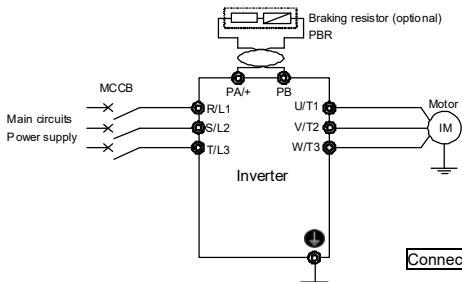 Braking resistor (optional)
PBR
PA/+
PB
MCCB
R/L1
U/T1
Motor
Main circuits
S/L2
V/T2
IM
Power supply
T/L3
W/T3
Inverter
Connec